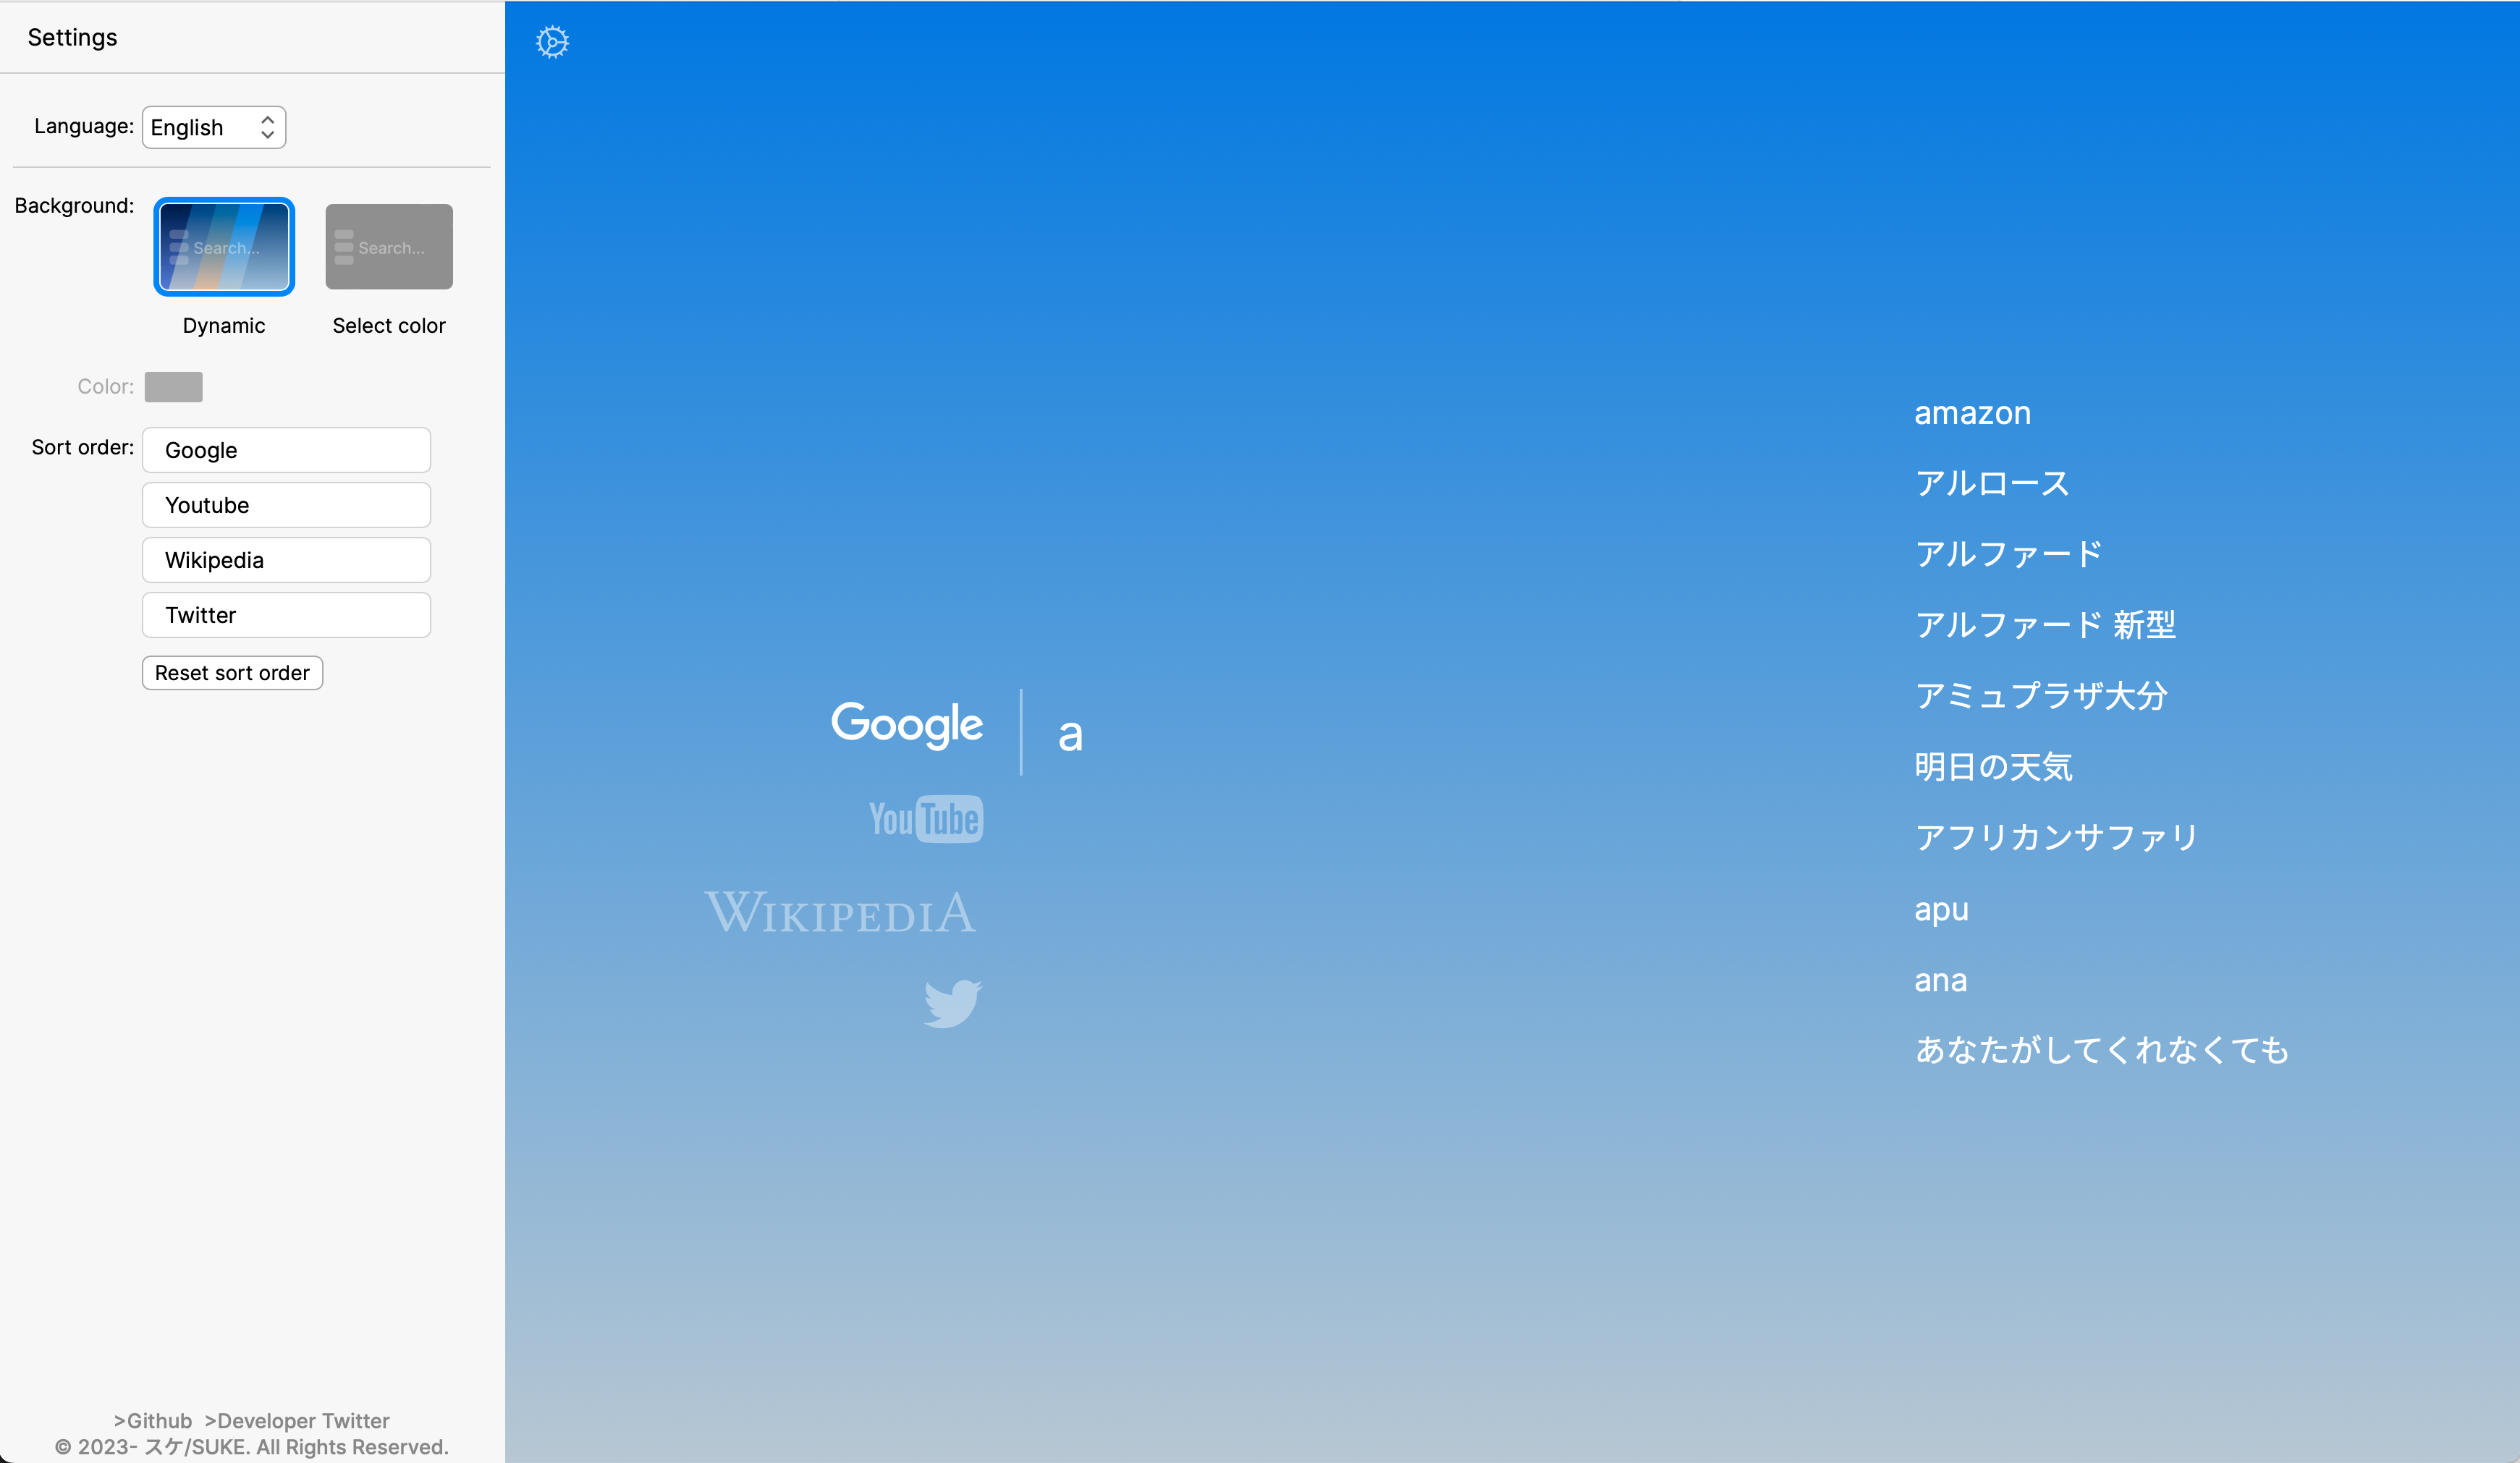 Settings
Language: English
Background:
Search...
Search...
Dynamic
Select color
Color:
Sort order:
Google
Youtube
Wikipedia
Twitter
Reset sort order
>Github >Developer Twitter
© 2023- スケ/SUKE. All Rights Reserved.
Google
a
YouTube
WIKIPEDIA
amazon
アルロース
アルファード
アルファード 新型
アミュプラザ大分
明日の天気
アフリカンサファリ
apu
ana
あなたがしてくれなくても